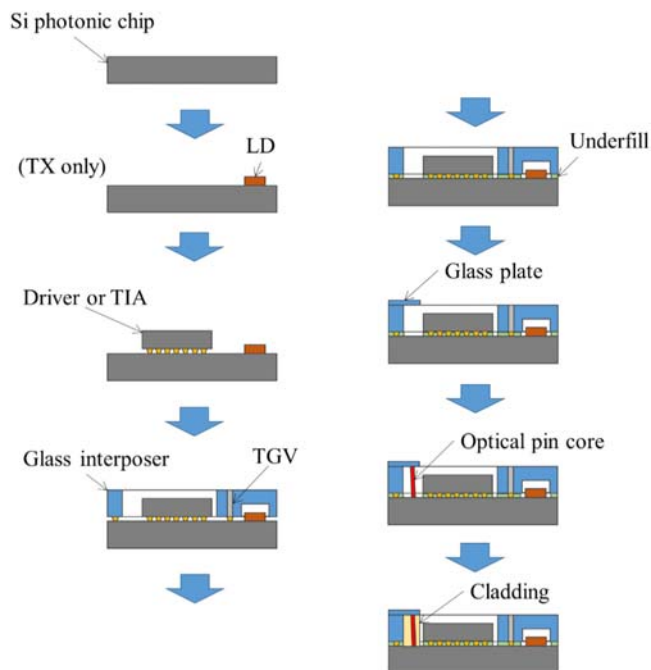 Si photonic chip
(TX only)
LD
Driver or TIA
Glass interposer
TGV
Underfill
Glass plate
Optical pin core
Cladding